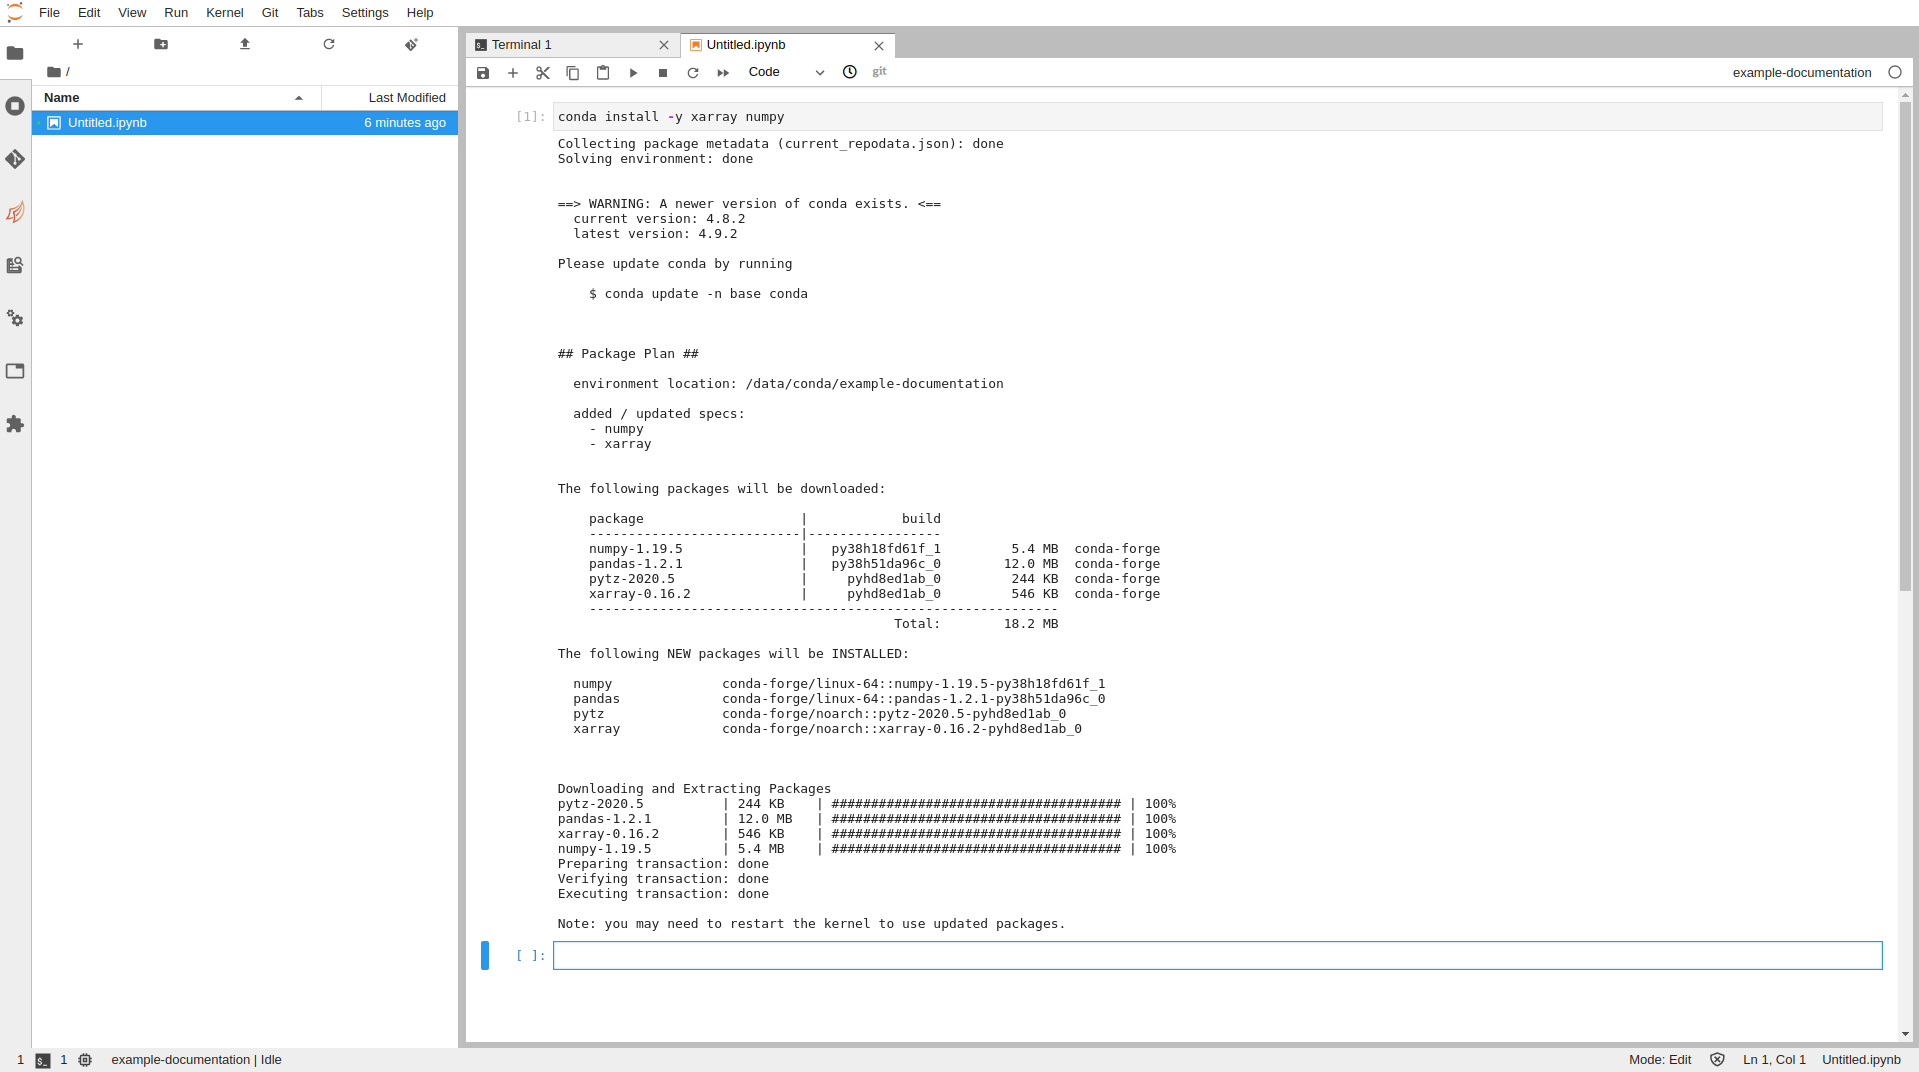 File Edit View Run Kernel Git Tabs Settings Help
/
Name Last Modified
Untitled.ipynb 6 minutes ago
Terminal 1 Untitled.ipynb
Code git example-documentation
[1]: conda install -y xarray numpy
Collecting package metadata (current_repodata.json): done
Solving environment: done
==> WARNING: A newer version of conda exists. <==
current version: 4.8.2
latest version: 4.9.2
Please update conda by running
$ conda update -n base conda
## Package Plan ##
environment location: /data/conda/example-documentation
added / updated specs:
- numpy
- xarray
The following packages will be downloaded:
package | build
---------------------------|-----------------
numpy-1.19.5 | py38h18fd61f_1 5.4 MB conda-forge
pandas-1.2.1 | py38h51da96c_0 12.0 MB conda-forge
pytz-2020.5 | pyhd8ed1ab_0 244 KB conda-forge
xarray-0.16.2 | pyhd8ed1ab_0 546 KB conda-forge
------------------------------------------------------------
Total: 18.2 MB
The following NEW packages will be INSTALLED:
numpy conda-forge/linux-64::numpy-1.19.5-py38h18fd61f_1
pandas conda-forge/linux-64::pandas-1.2.1-py38h51da96c_0
pytz conda-forge/noarch::pytz-2020.5-pyhd8ed1ab_0
xarray conda-forge/noarch::xarray-0.16.2-pyhd8ed1ab_0
Downloading and Extracting Packages
pytz-2020.5 | 244 KB | ##################################### | 100%
pandas-1.2.1 | 12.0 MB | ##################################### | 100%
xarray-0.16.2 | 546 KB | ##################################### | 100%
numpy-1.19.5 | 5.4 MB | ##################################### | 100%
Preparing transaction: done
Verifying transaction: done
Executing transaction: done
Note: you may need to restart the kernel to use updated packages.
[ ]:
1 $_ 1 example-documentation | Idle Mode: Edit Ln 1, Col 1 Untitled.ipynb